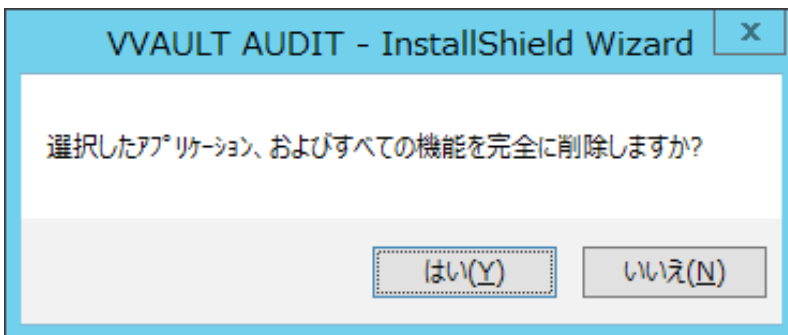 VVAULT AUDIT - InstallShield Wizard
x
選択したｱﾌﾟﾘｹｰｼｮﾝ、およびすべての機能を完全に削除しますか?
はい(Y)
いいえ(N)